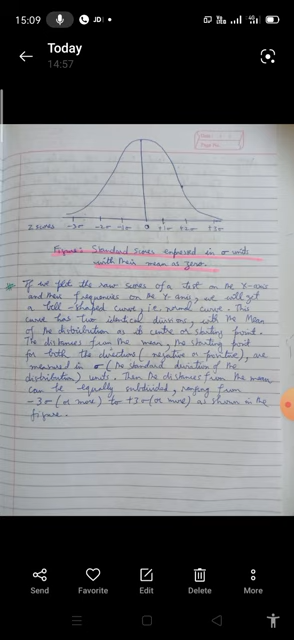 15:09
JD
Today
14:57
Z scores -3σ -2σ -1σ 0 +1σ +2σ +3σ
Figure: Standard Scores expressed in σ units
with their mean as zero.
If we plot the raw scores of a test on the X-axis
and their frequencies on the Y-axis, we will get
a bell-shaped curve, i.e. normal curve. This
curve has two identical divisions, with the Mean
of the distribution as its centre or starting point.
The distances from the mean, the starting point
for both the directions (negative or positive), are
measured in σ (the standard deviation of the
distribution) units. Then the distances from the mean
can be equally subdivided, ranging from
-3σ (or more) to +3σ (or more) as shown in the
figure.
Send
Favorite
Edit
Delete
More